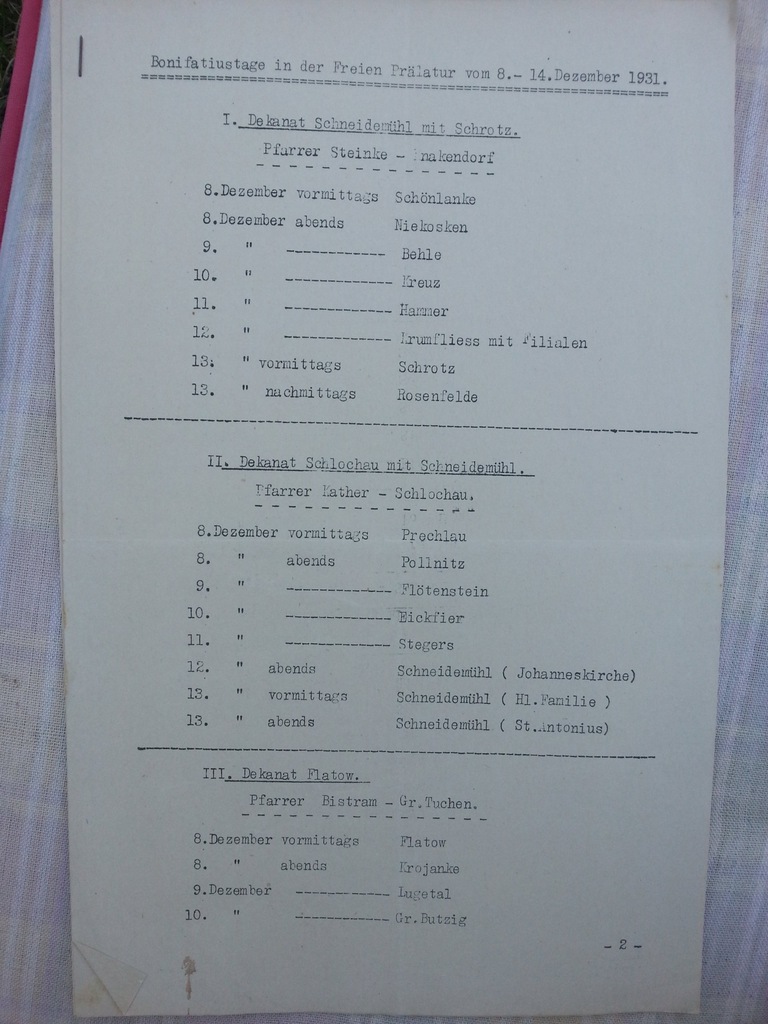 Bonifatiustage in der Freien Prälatur vom 8.- 14.Dezember 1931.
I. Dekanat Schneidemühl mit Schrotz.
Pfarrer Steinke -
8.Dezember vormittags Schönlanke
8.Dezember abends Niekosken
9. " ------------ Behle
10. " ------------- Kreuz
11. " ------------- Hammer
12. " ------------- Krumfliess mit Filialen
13. " vormittags Schrotz
13. " nachmittags Rosenfelde
II. Dekanat Schlochau mit Schneidemühl.
Pfarrer Kather - Schlochau.
8.Dezember vormittags Prechlau
8. " abends Pollnitz
9. " ------------- Flötenstein
10. " ------------- Eickfier
11. " ------------- Stegers
12. " abends Schneidemühl ( Johanneskirche)
13. " vormittags Schneidemühl ( Hl.Familie )
13. " abends Schneidemühl ( St.Antonius)
III. Dekanat Flatow.
Pfarrer Bistram - Gr.Tuchen.
8.Dezember vormittags Flatow
8. " abends Krojanke
9.Dezember ------------ Lugetal
10. " ------------ Gr.Butzig
- 2 -